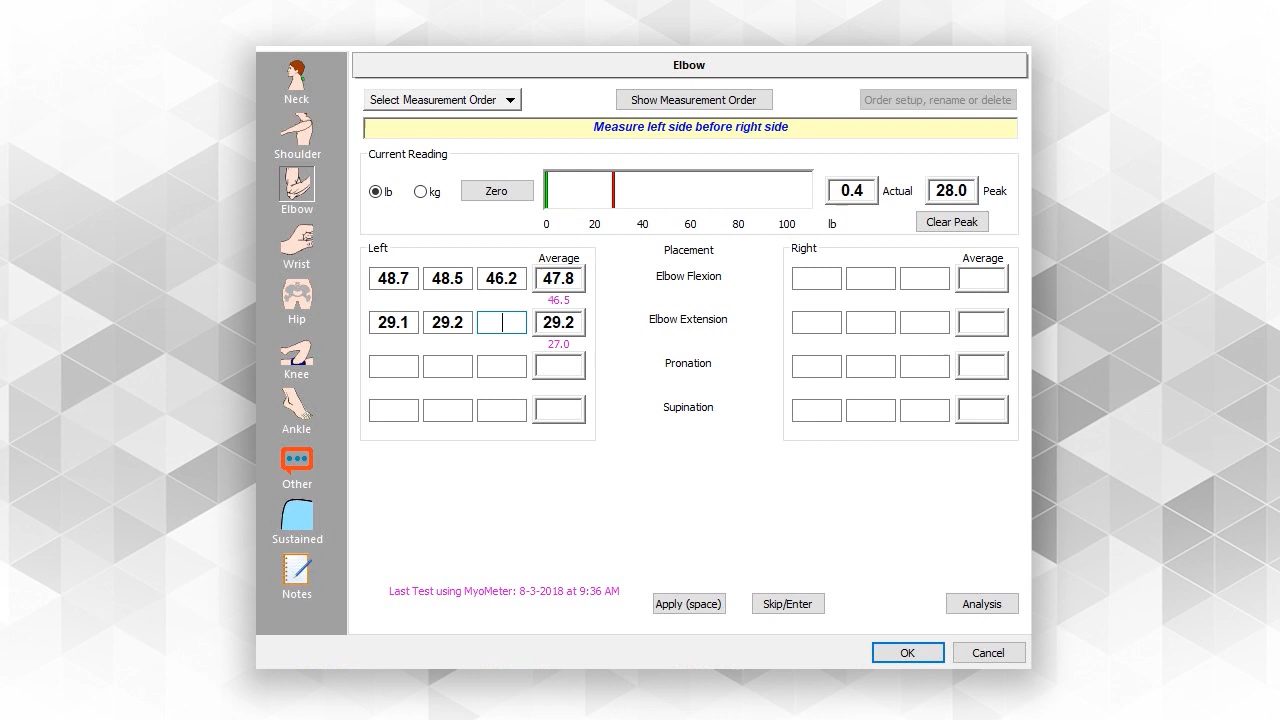 Elbow
Neck
Shoulder
Elbow
Wrist
Hip
Knee
Ankle
Other
Sustained
Notes
Select Measurement Order
Show Measurement Order
Order setup, rename or delete
Measure left side before right side
Current Reading
lb kg Zero
0 20 40 60 80 100 lb
0.4 Actual 28.0 Peak
Clear Peak
Left
Average
48.7 48.5 46.2 47.8
46.5
29.1 29.2 29.2
27.0
Placement
Elbow Flexion
Elbow Extension
Pronation
Supination
Right
Average
Last Test using MyoMeter: 8-3-2018 at 9:36 AM
Apply (space) Skip/Enter Analysis
OK Cancel